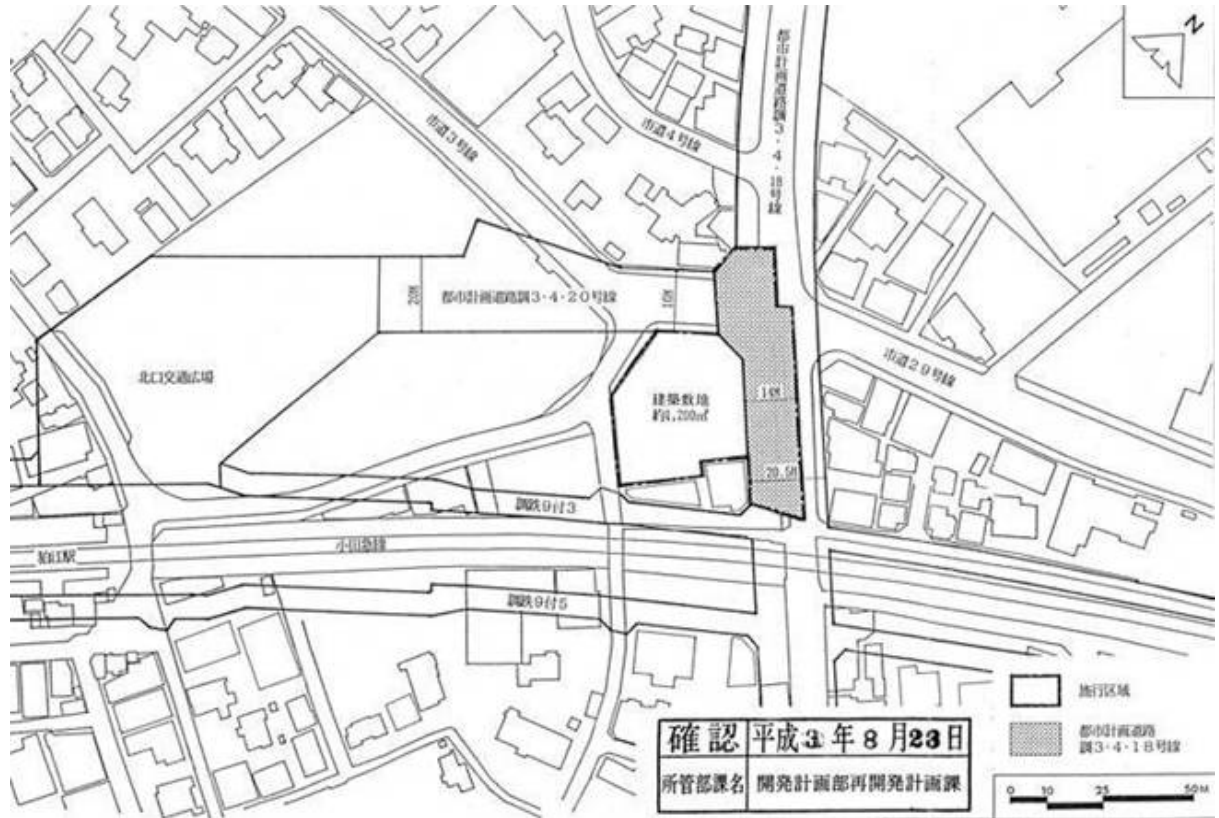 N
都市計画道路調3・4・18号線
市道3号線
市道4号線
20M
都市計画道路調3・4・20号線
16M
市道29号線
北口交通広場
建築敷地
約1,200㎡
14M
20.5M
調鉄9付3
狛江駅
小田急線
調鉄9付5
施行区域
都市計画道路
調3・4・18号線
確認 平成3年8月23日
所管部課名 開発計画部再開発計画課
0 10 25 50M